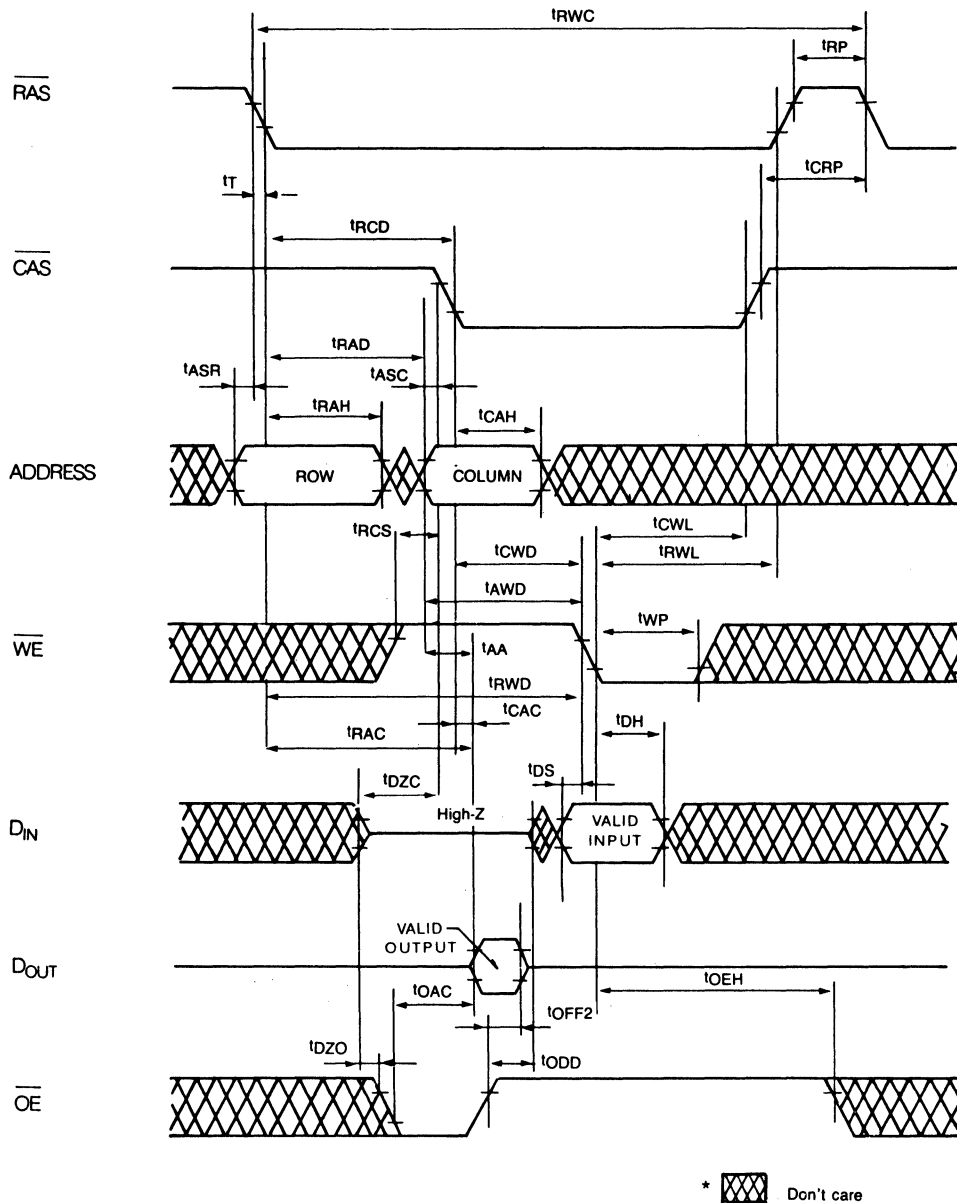 tRWC
tRP
RAS
tCRP
tT
tRCD
CAS
tRAD
tASR
tASC
tRAH
tCAH
ADDRESS
ROW
COLUMN
tRCS
tCWL
tCWD
tRWL
tAWD
tWP
WE
tAA
tRWD
tCAC
tRAC
tDH
tDS
tDZC
High-Z
DIN
VALID
INPUT
VALID
OUTPUT
DOUT
tOEH
tOAC
tOFF2
tDZO
tODD
OE
* Don't care